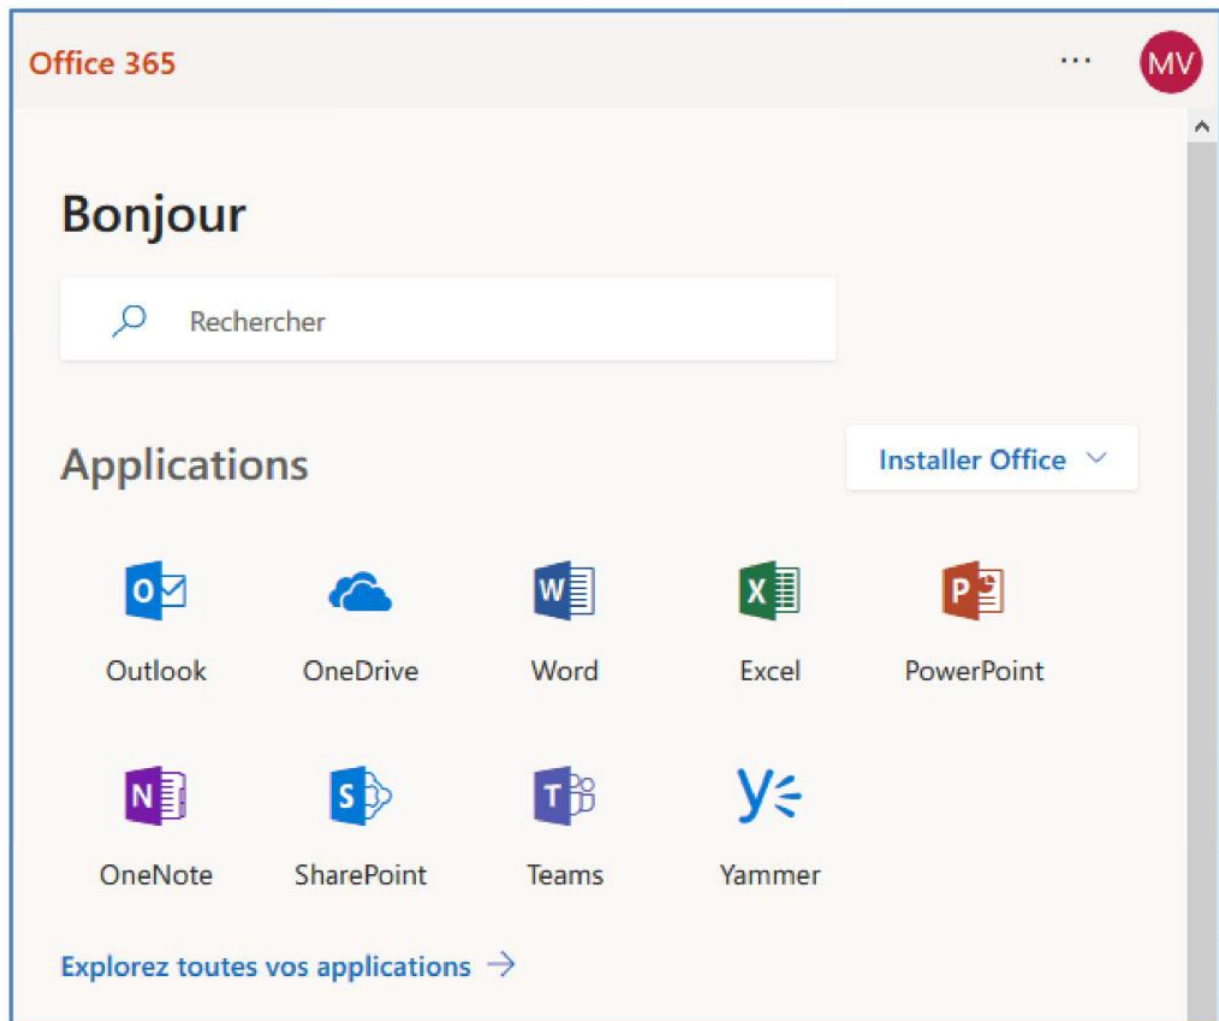 Office 365 ... MV
Bonjour
Rechercher
Applications Installer Office
Outlook OneDrive Word Excel PowerPoint
OneNote SharePoint Teams Yammer
Explorez toutes vos applications →